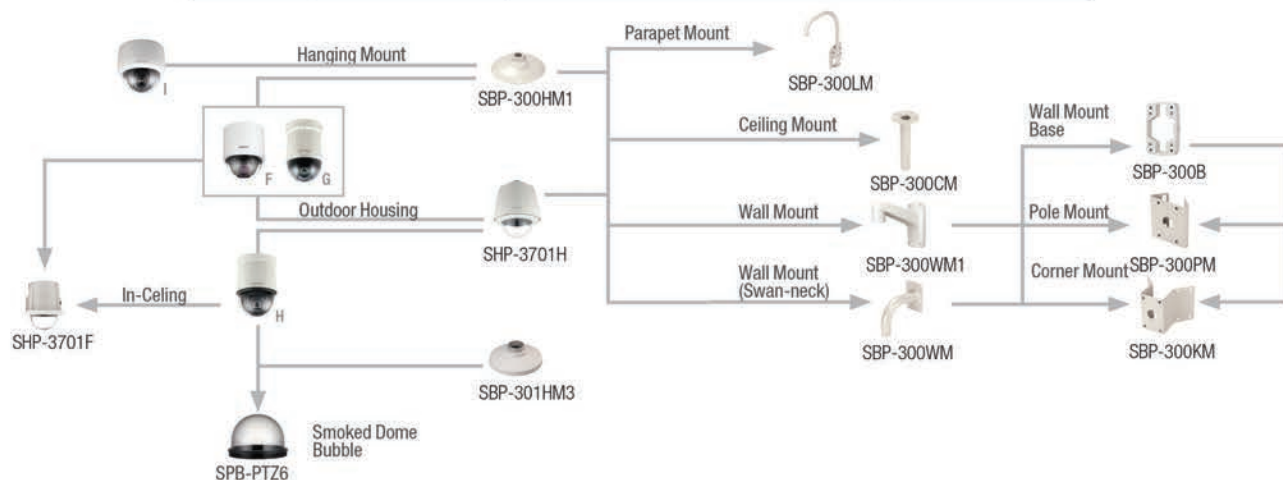 Hanging Mount
I
SBP-300HM1
Parapet Mount
SBP-300LM
Ceiling Mount
SBP-300CM
Wall Mount
Base
SBP-300B
F
G
Outdoor Housing
SHP-3701H
Wall Mount
SBP-300WM1
Pole Mount
SBP-300PM
Wall Mount
(Swan-neck)
SBP-300WM
Corner Mount
SBP-300KM
SHP-3701F
In-Celing
H
SBP-301HM3
Smoked Dome
Bubble
SPB-PTZ6